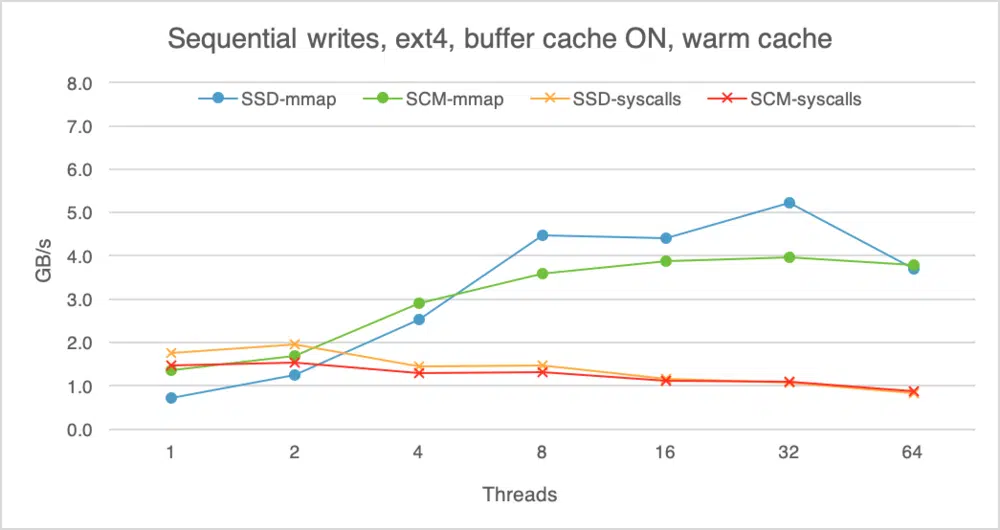 Sequential writes, ext4, buffer cache ON, warm cache
8.0
SSD-mmap SCM-mmap SSD-syscalls SCM-syscalls
7.0
6.0
5.0
GB/s
4.0
3.0
2.0
1.0
0.0
1 2 4 8 16 32 64
Threads